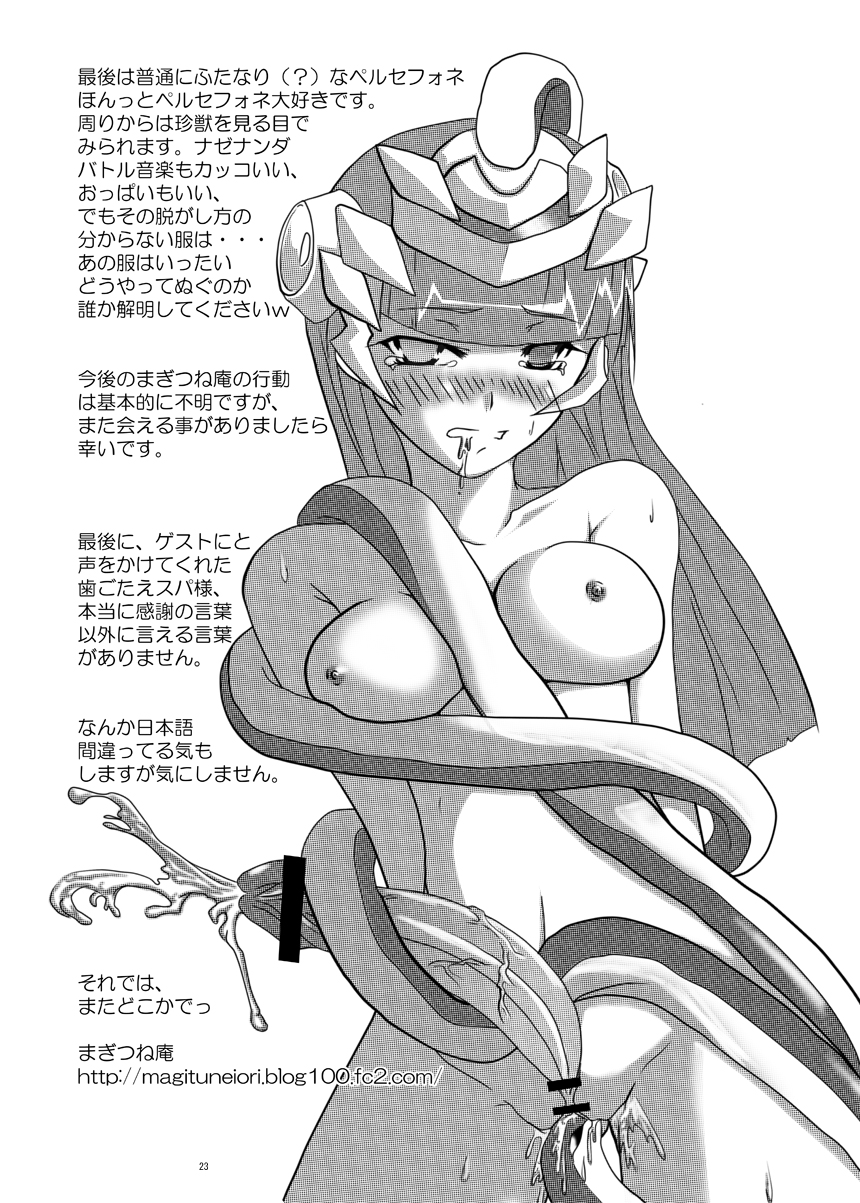 最後は普通にふたなり（？）なペルセフォネ
ほんっとペルセフォネ大好きです。
周りからは珍獣を見る目で
みられます。ナゼナンダ
バトル音楽もカッコいい、
おっぱいもいい、
でもその脱がし方の
分からない服は・・・
あの服はいったい
どうやってぬぐのか
誰か解明してくださいｗ
今後のまぎつね庵の行動
は基本的に不明ですが、
また会える事がありましたら
幸いです。
最後に、ゲストにと
声をかけてくれた
歯ごたえスパ様、
本当に感謝の言葉
以外に言える言葉
がありません。
なんか日本語
間違ってる気も
しますが気にしません。
それでは、
またどこかでっ
まぎつね庵
http://magituneiori.blog100.fc2.com/
23